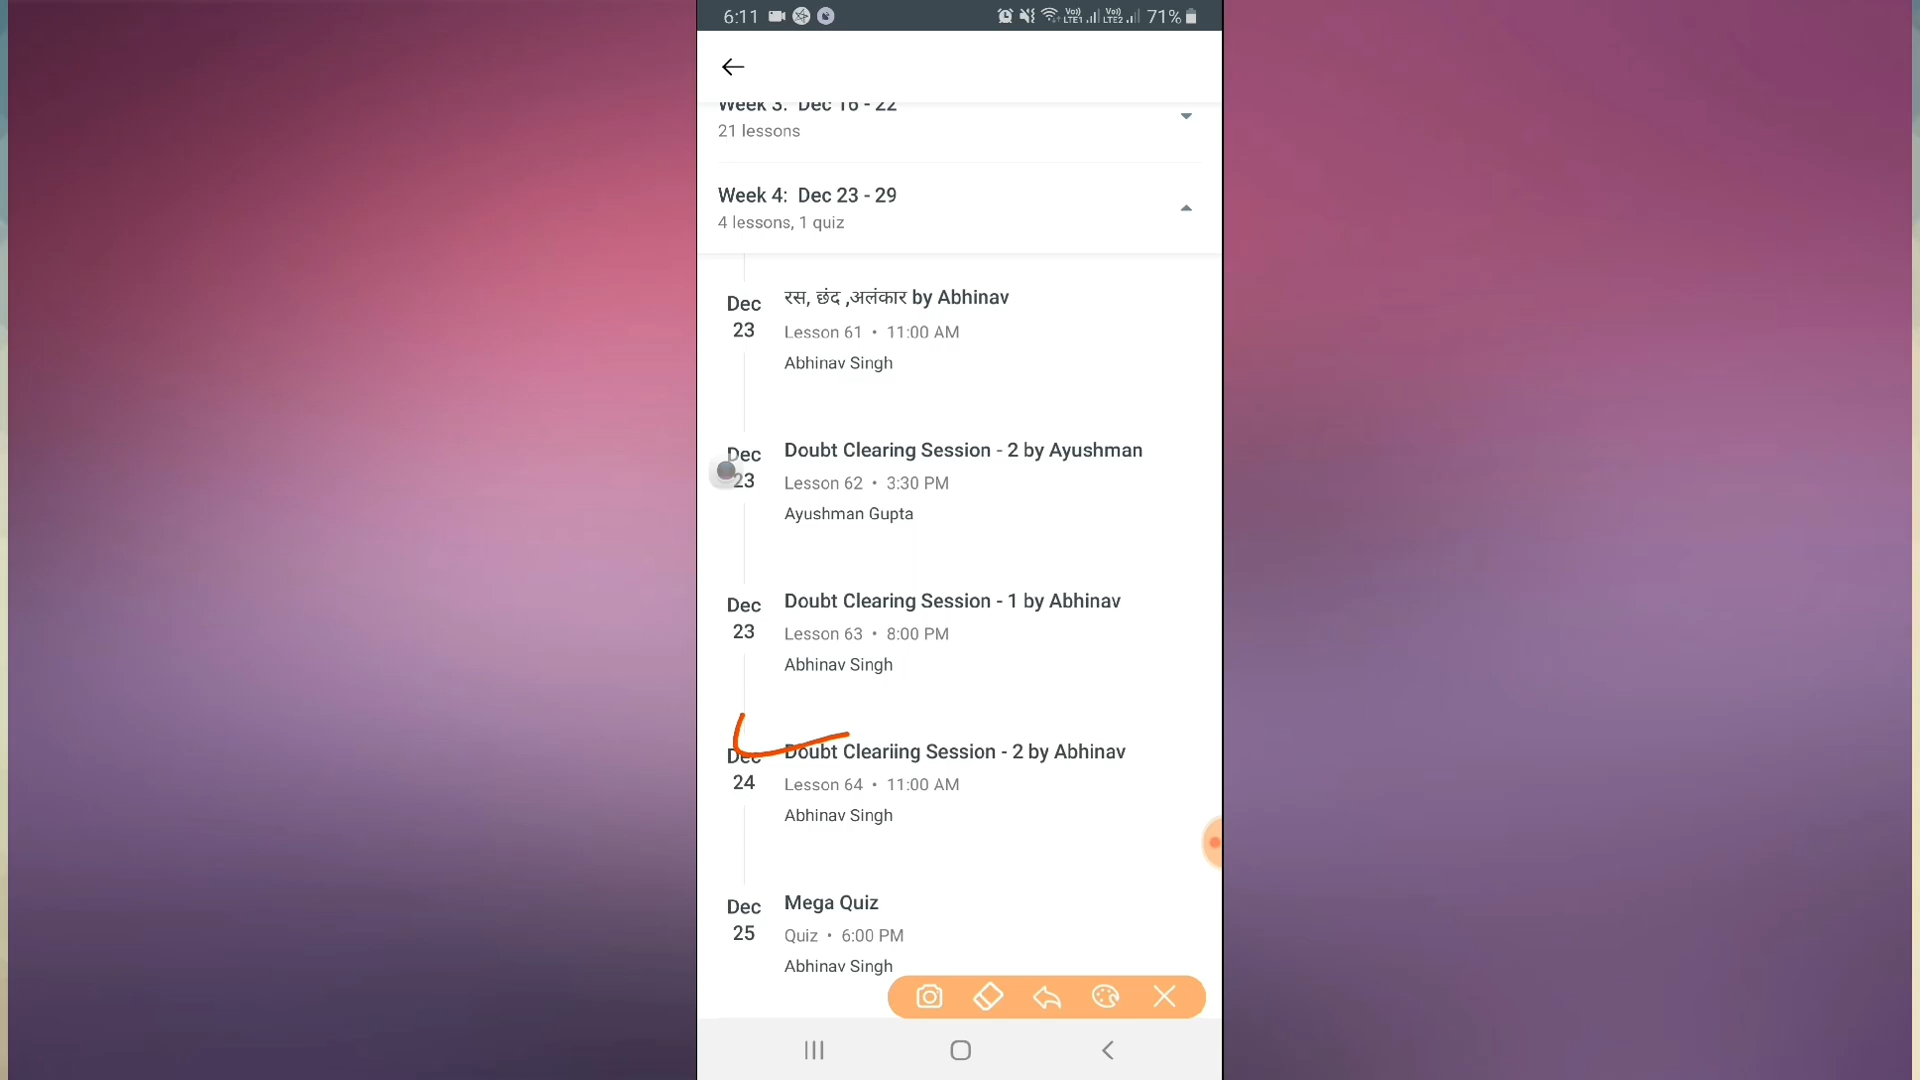 6:11
Vo)) LTE1 Vo)) LTE2 71%
Week 3: Dec 16 - 22
21 lessons
Week 4: Dec 23 - 29
4 lessons, 1 quiz
Dec 23
रस, छंद ,अलंकार by Abhinav
Lesson 61 • 11:00 AM
Abhinav Singh
Dec 23
Doubt Clearing Session - 2 by Ayushman
Lesson 62 • 3:30 PM
Ayushman Gupta
Dec 23
Doubt Clearing Session - 1 by Abhinav
Lesson 63 • 8:00 PM
Abhinav Singh
Dec 24
Doubt Cleariing Session - 2 by Abhinav
Lesson 64 • 11:00 AM
Abhinav Singh
Dec 25
Mega Quiz
Quiz • 6:00 PM
Abhinav Singh